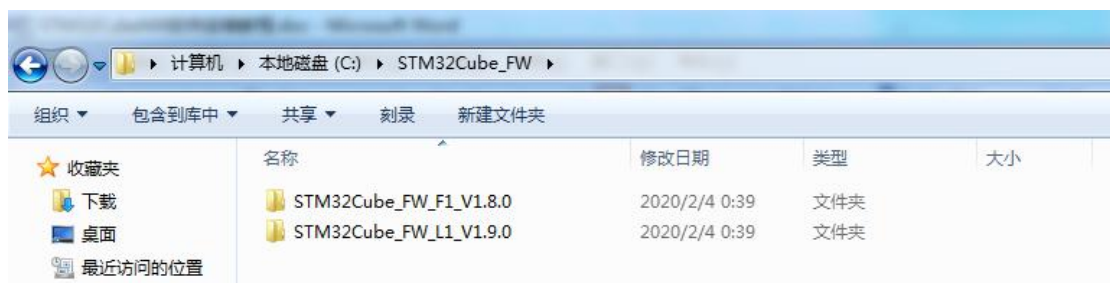 计算机 本地磁盘 (C:) STM32Cube_FW
组织 包含到库中 共享 刻录 新建文件夹
收藏夹
下载
桌面
最近访问的位置
名称 修改日期 类型 大小
STM32Cube_FW_F1_V1.8.0 2020/2/4 0:39 文件夹
STM32Cube_FW_L1_V1.9.0 2020/2/4 0:39 文件夹